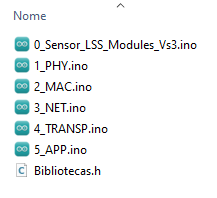 Nome
0_Sensor_LSS_Modules_Vs3.ino
1_PHY.ino
2_MAC.ino
3_NET.ino
4_TRANSP.ino
5_APP.ino
Bibliotecas.h